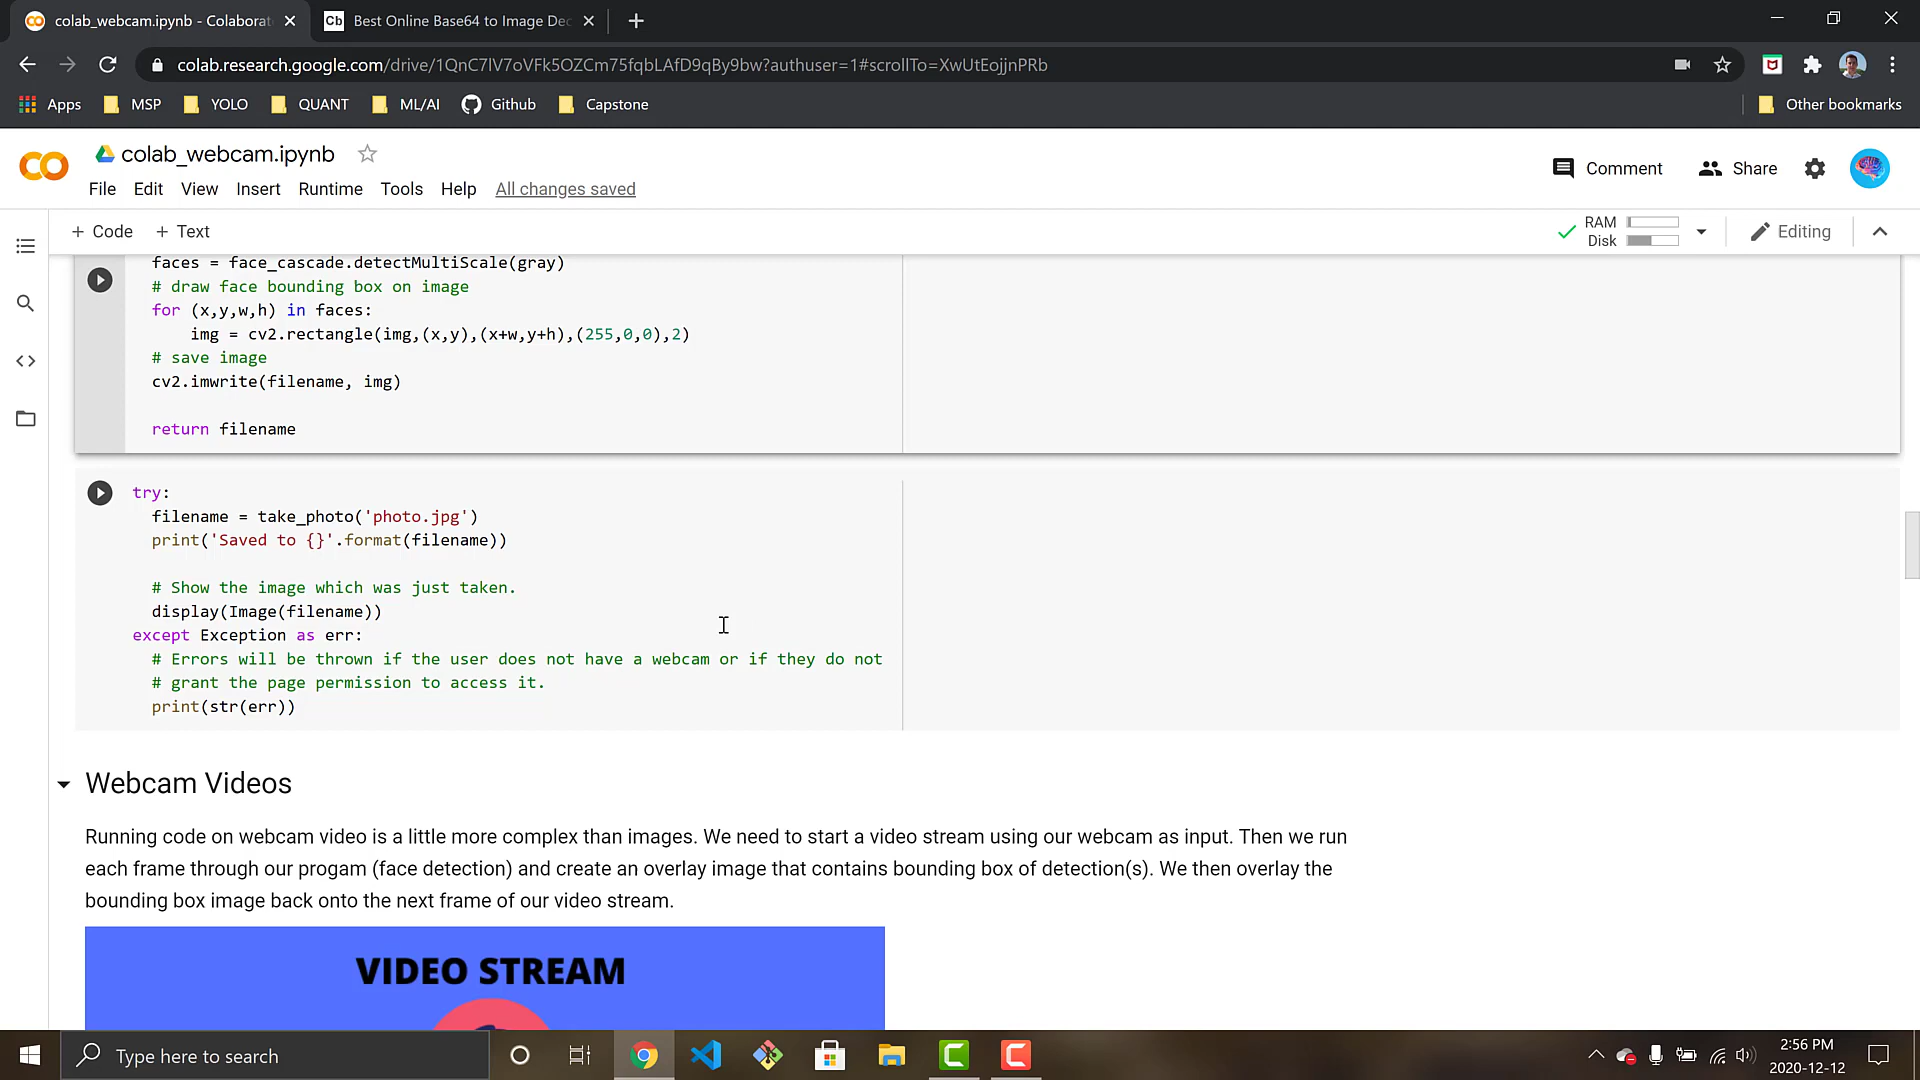 colab_webcam.ipynb - Colaborat
Cb Best Online Base64 to Image Dec
colab.research.google.com/drive/1QnC7lV7oVFk5OZCm75fqbLAfD9qBy9bw?authuser=1#scrollTo=XwUtEojjnPRb
Apps MSP YOLO QUANT ML/AI Github Capstone Other bookmarks
colab_webcam.ipynb
Comment Share
File Edit View Insert Runtime Tools Help All changes saved
+ Code + Text
RAM
Disk
Editing
faces = face_cascade.detectMultiScale(gray)
# draw face bounding box on image
for (x,y,w,h) in faces:
img = cv2.rectangle(img,(x,y),(x+w,y+h),(255,0,0),2)
# save image
cv2.imwrite(filename, img)
return filename
try:
filename = take_photo('photo.jpg')
print('Saved to {}'.format(filename))
# Show the image which was just taken.
display(Image(filename))
except Exception as err:
# Errors will be thrown if the user does not have a webcam or if they do not
# grant the page permission to access it.
print(str(err))
Webcam Videos
Running code on webcam video is a little more complex than images. We need to start a video stream using our webcam as input. Then we run
each frame through our progam (face detection) and create an overlay image that contains bounding box of detection(s). We then overlay the
bounding box image back onto the next frame of our video stream.
VIDEO STREAM
Type here to search
2:56 PM
2020-12-12